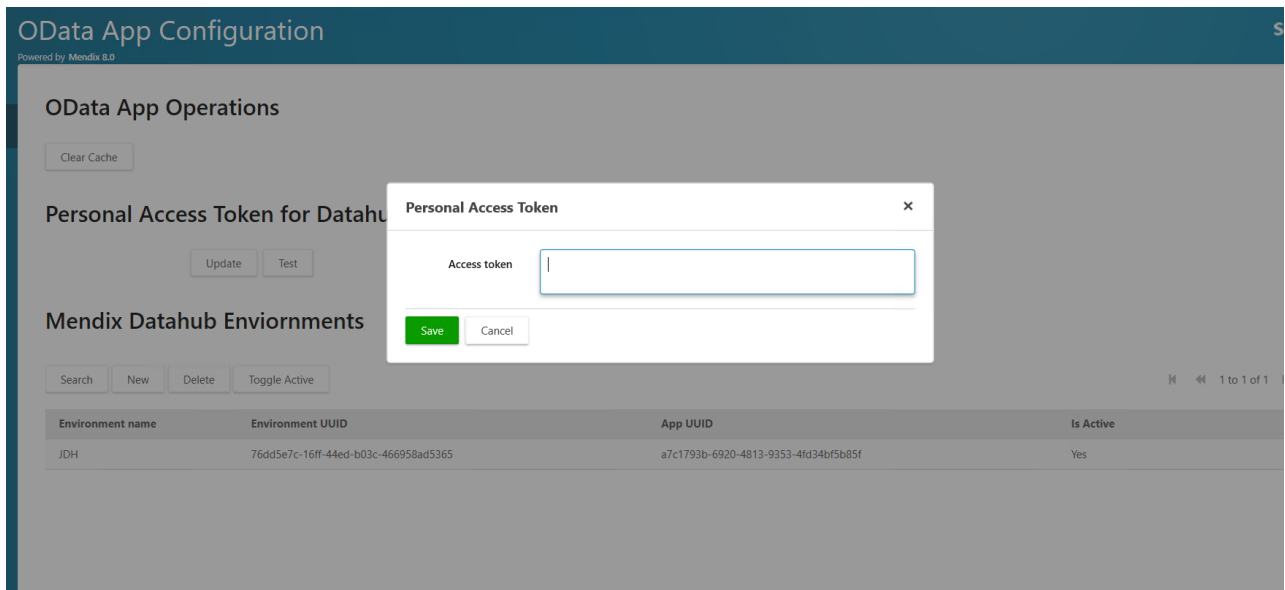 OData App Configuration
S
Powered by Mendix 8.0
OData App Operations
Clear Cache
Personal Access Token for Datahu
Personal Access Token ×
Access token
Update Test
Mendix Datahub Enviornments
Save Cancel
Search New Delete Toggle Active 1 to 1 of 1
Environment name Environment UUID App UUID Is Active
JDH 76dd5e7c-16ff-44ed-b03c-466958ad5365 a7c1793b-6920-4813-9353-4fd34bf5b85f Yes